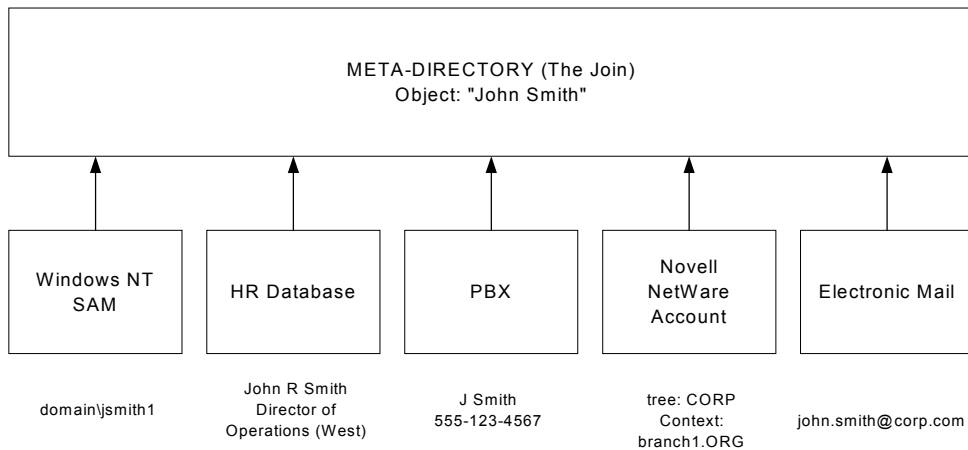 META-DIRECTORY (The Join)
Object: "John Smith"
Windows NT
SAM
HR Database
PBX
Novell
NetWare
Account
Electronic Mail
domain\jsmith1
John R Smith
Director of
Operations (West)
J Smith
555-123-4567
tree: CORP
Context:
branch1.ORG
john.smith@corp.com